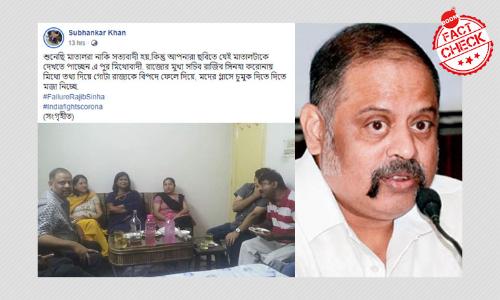 Subhankar Khan
13 hrs
শুনেছি মাতালরা নাকি সত্যবাদী হয়,কিন্তু আপনারা ছবিতে যেই মাতালটাকে
দেখতে পাচ্ছেন এ পুর মিথ্যেবাদী, রাজ্যের মুখ্য সচিব রাজিব সিনহা করোনায়
মিথ্যে তথ্য দিয়ে গোঁটা রাজ্যকে বিপদে ফেলে দিয়ে, মদের গ্লাসে চুমুক দিতে দিতে
মজা নিচ্ছে.
#FailureRajibSinha
#Indiafightscorona
(সংগৃহীত)
BOOM
FACT
CHECK